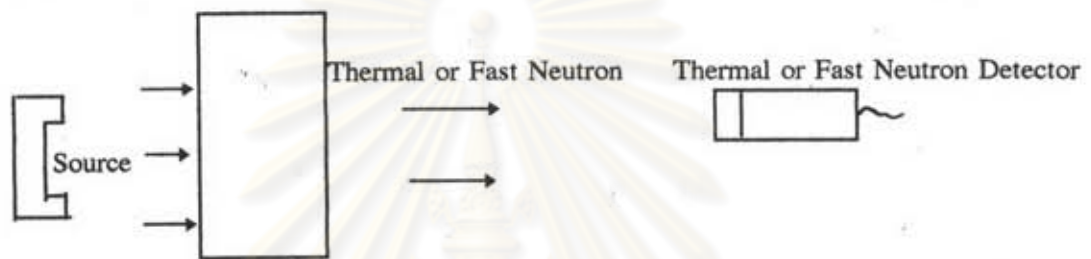 Thermal or Fast Neutron
Thermal or Fast Neutron Detector
Source